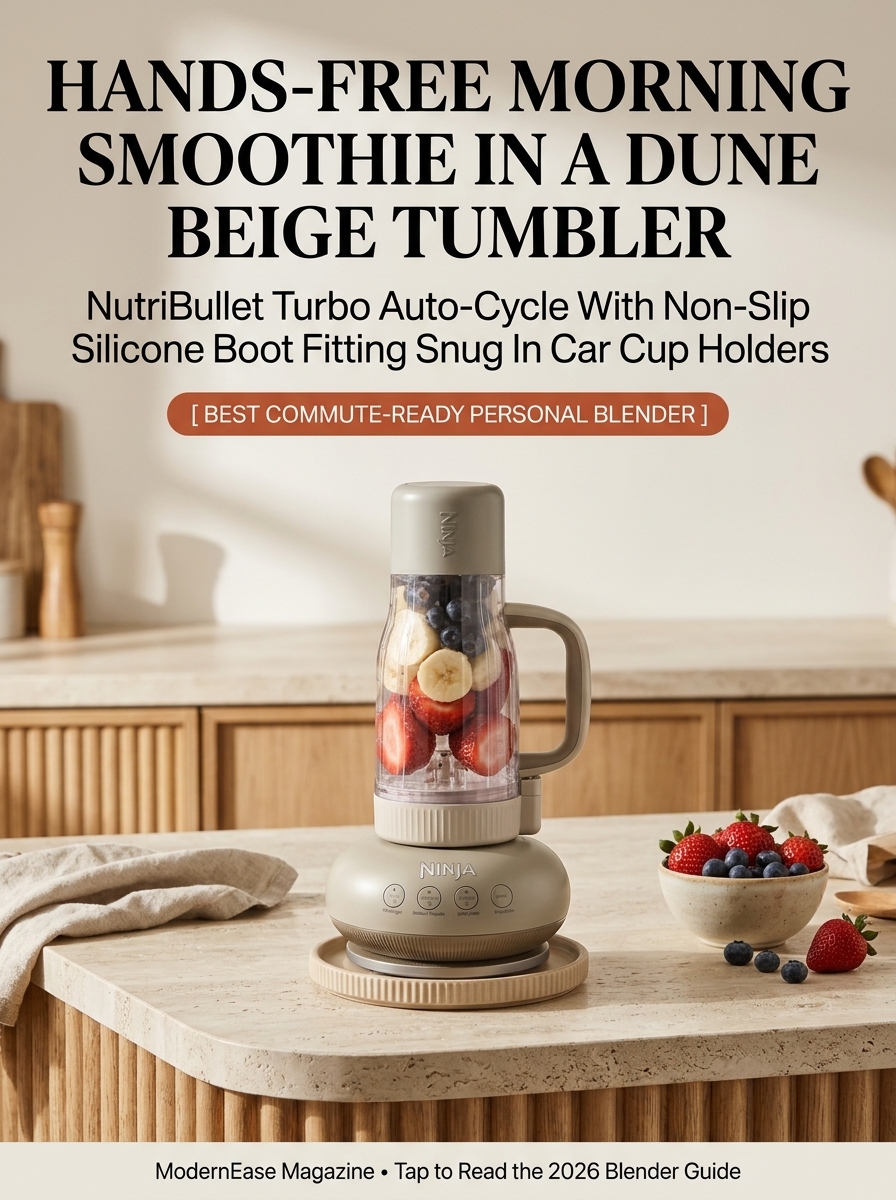 HANDS-FREE MORNING
SMOOTHIE IN A DUNE
BEIGE TUMBLER
NutriBullet Turbo Auto-Cycle With Non-Slip
Silicone Boot Fitting Snug In Car Cup Holders
[ BEST COMMUTE-READY PERSONAL BLENDER ]
NINJA
NINJA
ModernEase Magazine • Tap to Read the 2026 Blender Guide